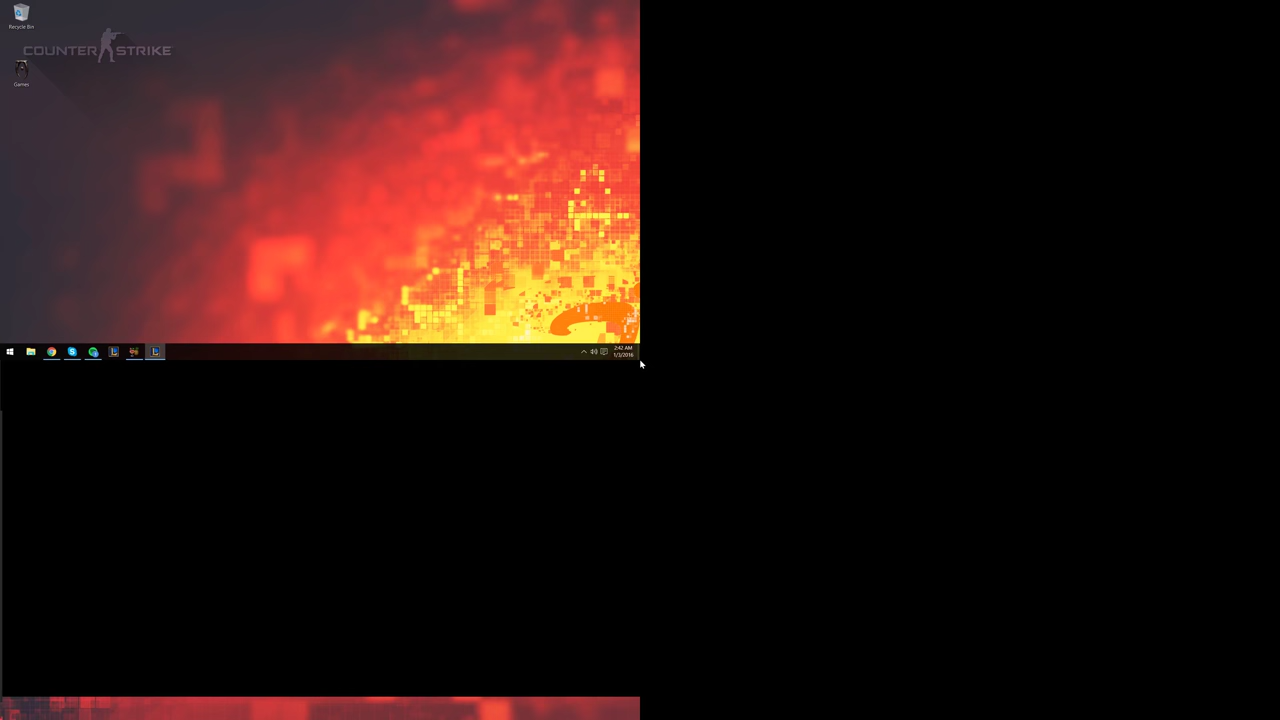 Recycle Bin
COUNTER STRIKE
Games
2:42 AM
1/3/2016